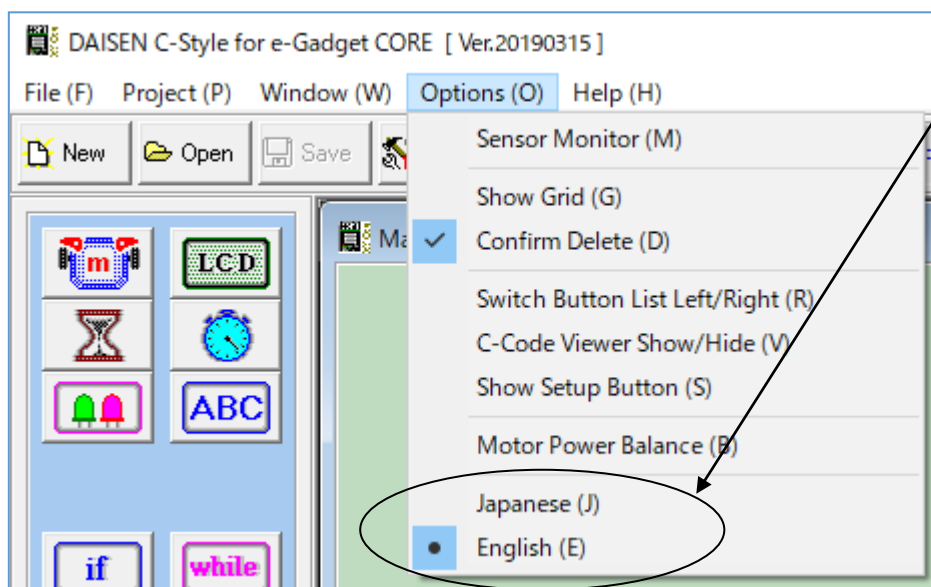 DAISEN C-Style for e-Gadget CORE [ Ver.20190315 ]
File (F) Project (P) Window (W) Options (O) Help (H)
New Open Save
Sensor Monitor (M)
Show Grid (G)
Confirm Delete (D)
Switch Button List Left/Right (R)
C-Code Viewer Show/Hide (V)
Show Setup Button (S)
Motor Power Balance (B)
Japanese (J)
English (E)
m LCD
ABC
if while